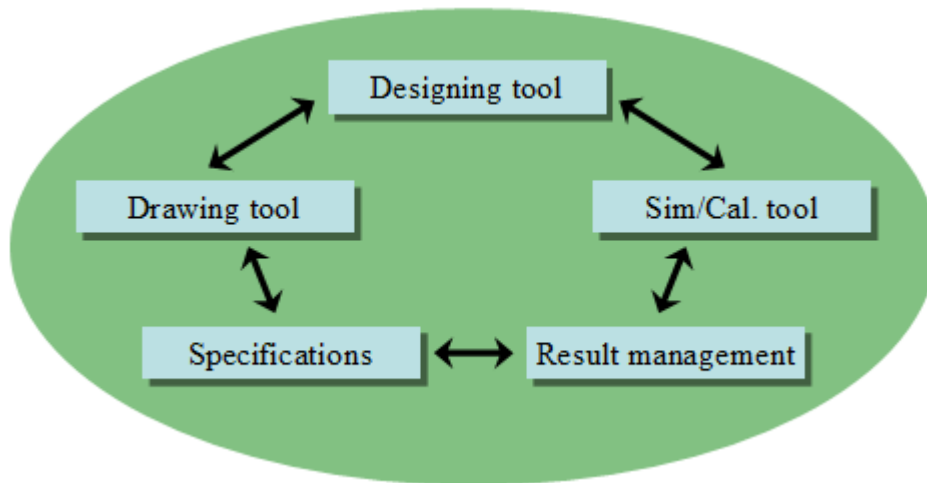 Designing tool
Drawing tool
Sim/Cal. tool
Specifications
Result management